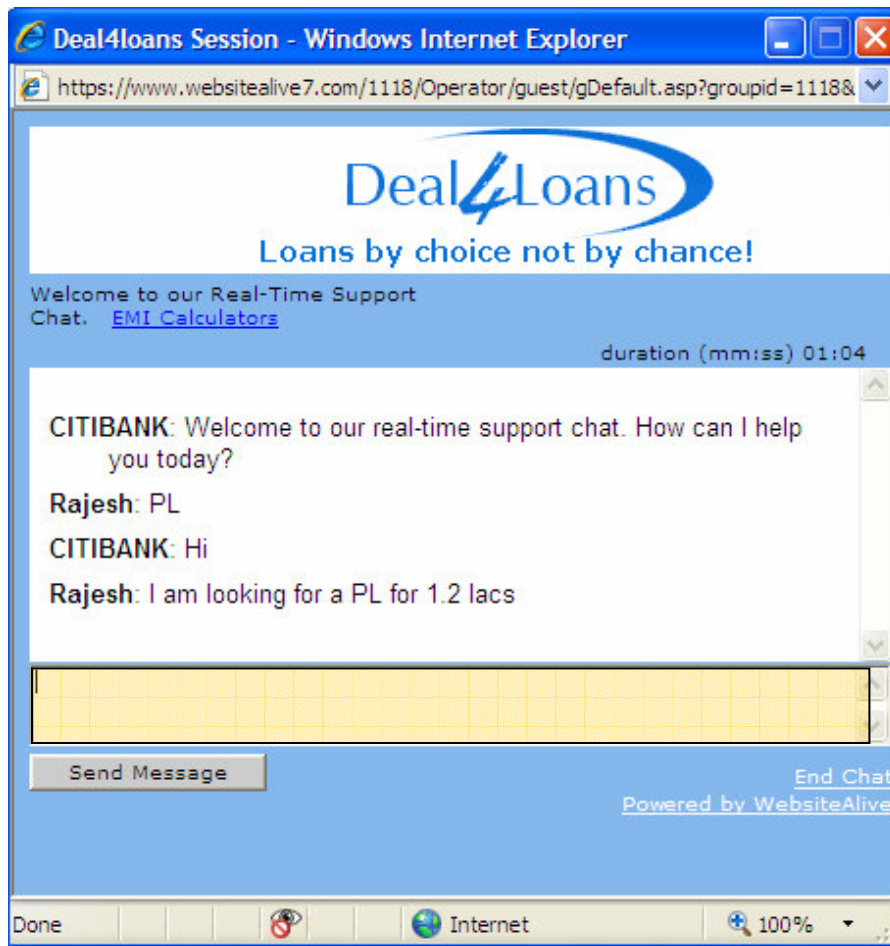 Deal4loans Session - Windows Internet Explorer
https://www.websitealive7.com/1118/Operator/guest/gDefault.asp?groupid=1118&
Deal4Loans
Loans by choice not by chance!
Welcome to our Real-Time Support
Chat. EMI Calculators
duration (mm:ss) 01:04
CITIBANK: Welcome to our real-time support chat. How can I help
you today?
Rajesh: PL
CITIBANK: Hi
Rajesh: I am looking for a PL for 1.2 lacs
Send Message
End Chat
Powered by WebsiteAlive
Done
Internet
100%